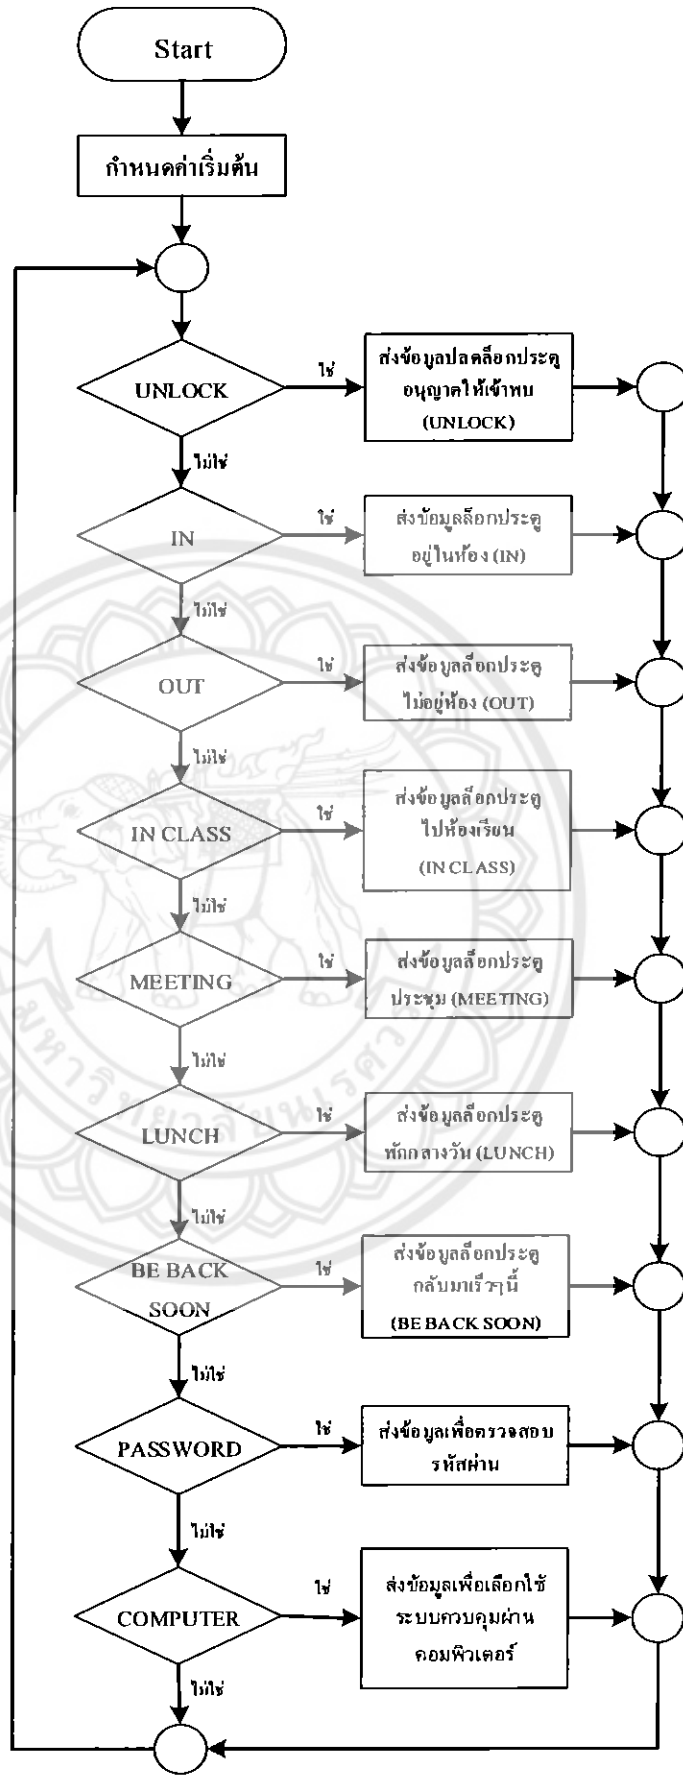 Start
กำหนดค่าเริ่มต้น
UNLOCK
ใช่
ส่งข้อมูลปลดล็อกประตู
อนุญาตให้เข้าพบ
(UNLOCK)
ไม่ใช่
IN
ใช่
ส่งข้อมูลล็อกประตู
อยู่ในห้อง (IN)
ไม่ใช่
OUT
ใช่
ส่งข้อมูลล็อกประตู
ไม่อยู่ห้อง (OUT)
ไม่ใช่
IN CLASS
ใช่
ส่งข้อมูลล็อกประตู
ไปห้องเรียน
(IN CLASS)
ไม่ใช่
MEETING
ใช่
ส่งข้อมูลล็อกประตู
ประชุม (MEETING)
ไม่ใช่
LUNCH
ใช่
ส่งข้อมูลล็อกประตู
พักกลางวัน (LUNCH)
ไม่ใช่
BE BACK
SOON
ใช่
ส่งข้อมูลล็อกประตู
กลับมาเร็วๆนี้
(BE BACK SOON)
ไม่ใช่
PASSWORD
ใช่
ส่งข้อมูลเพื่อตรวจสอบ
รหัสผ่าน
ไม่ใช่
COMPUTER
ใช่
ส่งข้อมูลเพื่อเลือกใช้
ระบบควบคุมผ่าน
คอมพิวเตอร์
ไม่ใช่
มหาวิทยาลัยนเรศวร